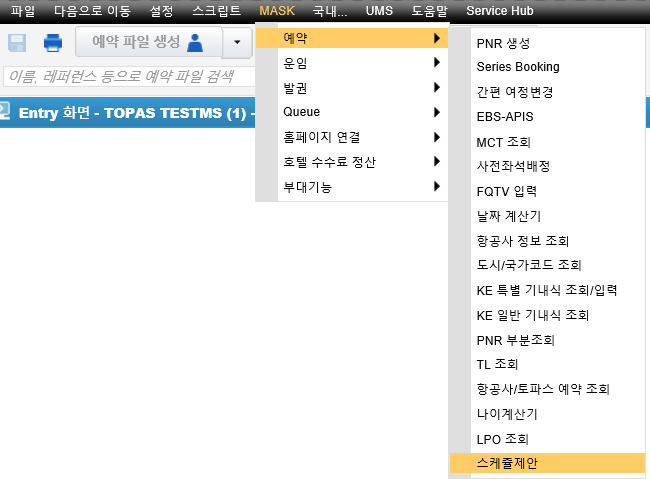 파일 다음으로 이동 설정 스크립트 MASK 국내... UMS 도움말 Service Hub
예약 파일 생성
이름, 레퍼런스 등으로 예약 파일 검색
Entry 화면 - TOPAS TESTMS (1) -
예약
운임
발권
Queue
홈페이지 연결
호텔 수수료 정산
부대기능
PNR 생성
Series Booking
간편 여정변경
EBS-APIS
MCT 조회
사전좌석배정
FQTV 입력
날짜 계산기
항공사 정보 조회
도시/국가코드 조회
KE 특별 기내식 조회/입력
KE 일반 기내식 조회
PNR 부분조회
TL 조회
항공사/토파스 예약 조회
나이계산기
LPO 조회
스케쥴제안